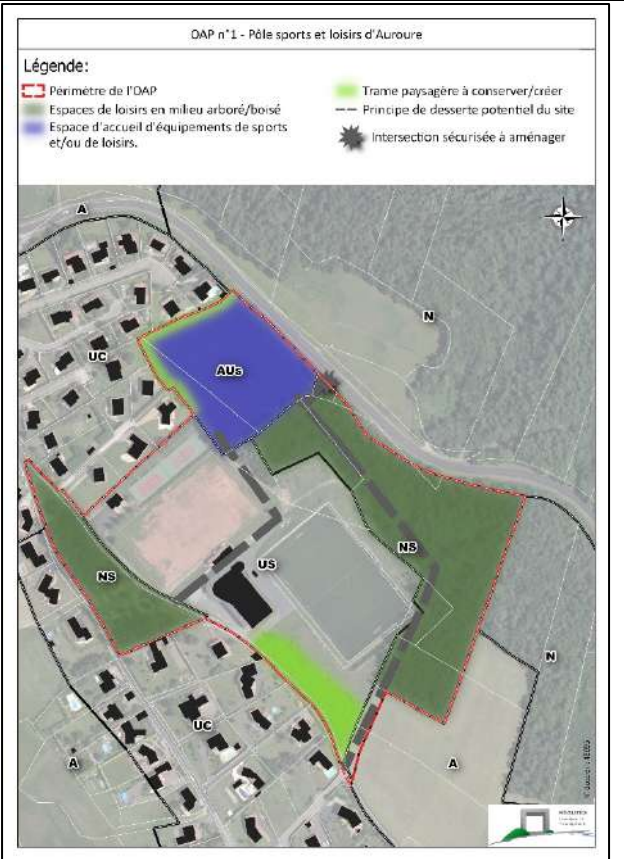 OAP n°1 - Pôle sports et loisirs d'Auroure
Légende:
Périmètre de l'OAP
Espaces de loisirs en milieu arboré/boisé
Espace d'accueil d'équipements de sports
et/ou de loisirs.
Trame paysagère à conserver/créer
Principe de desserte potentiel du site
Intersection sécurisée à aménager
A
N
UC
AUs
NS
US
NS
N
UC
A
A